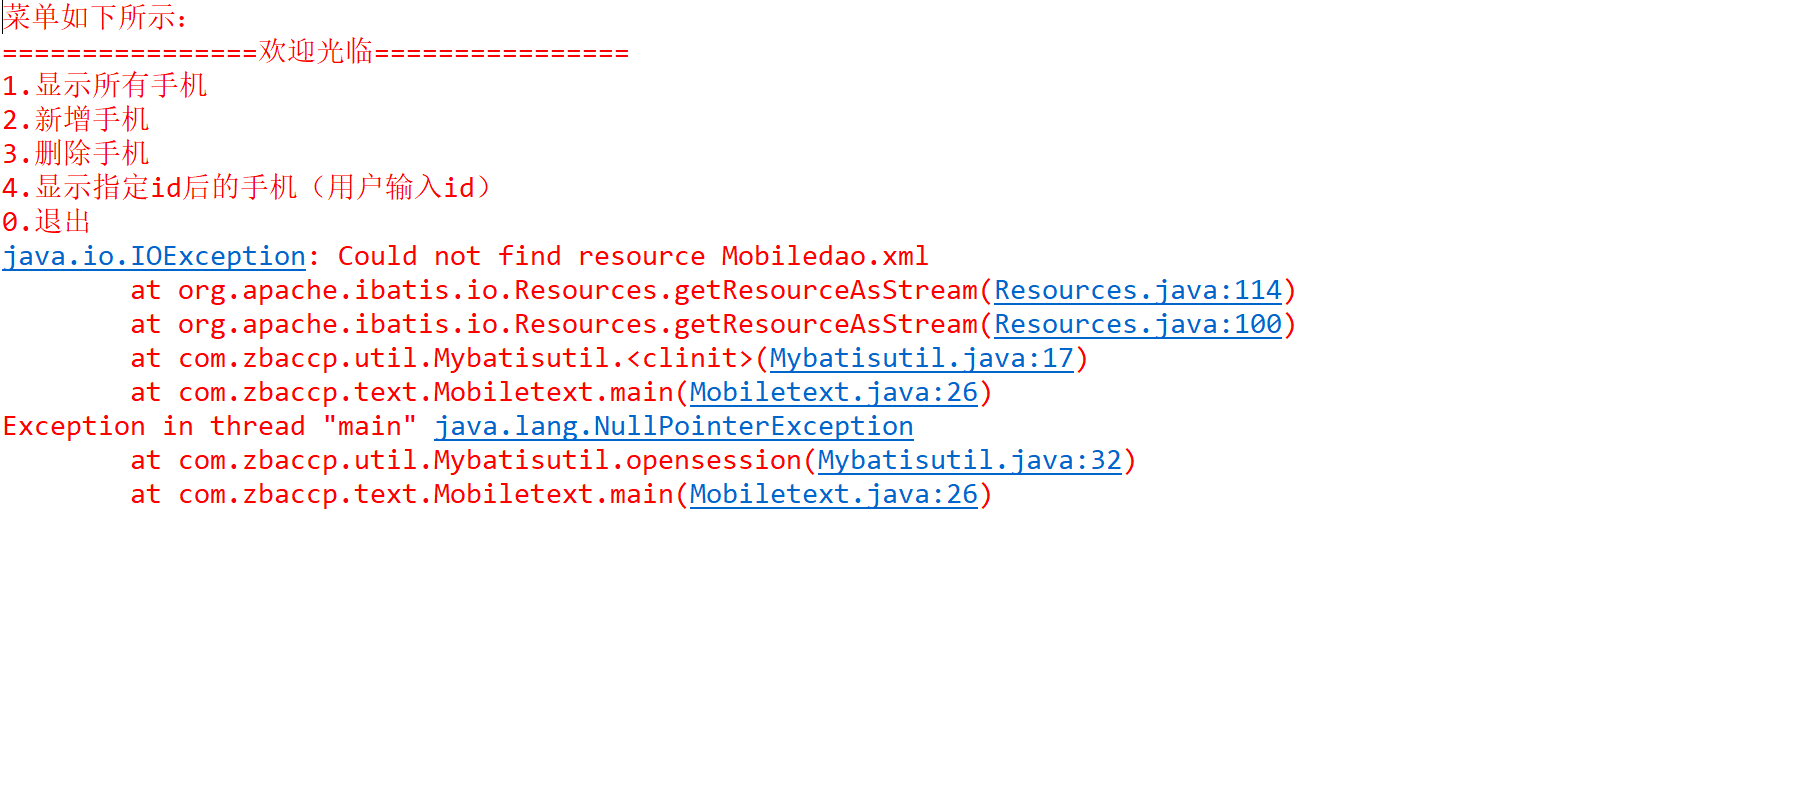 菜单如下所示：
================欢迎光临================
1.显示所有手机
2.新增手机
3.删除手机
4.显示指定id后的手机（用户输入id）
0.退出
java.io.IOException: Could not find resource Mobiledao.xml
	at org.apache.ibatis.io.Resources.getResourceAsStream(Resources.java:114)
	at org.apache.ibatis.io.Resources.getResourceAsStream(Resources.java:100)
	at com.zbaccp.util.Mybatisutil.<clinit>(Mybatisutil.java:17)
	at com.zbaccp.text.Mobiletext.main(Mobiletext.java:26)
Exception in thread "main" java.lang.NullPointerException
	at com.zbaccp.util.Mybatisutil.opensession(Mybatisutil.java:32)
	at com.zbaccp.text.Mobiletext.main(Mobiletext.java:26)